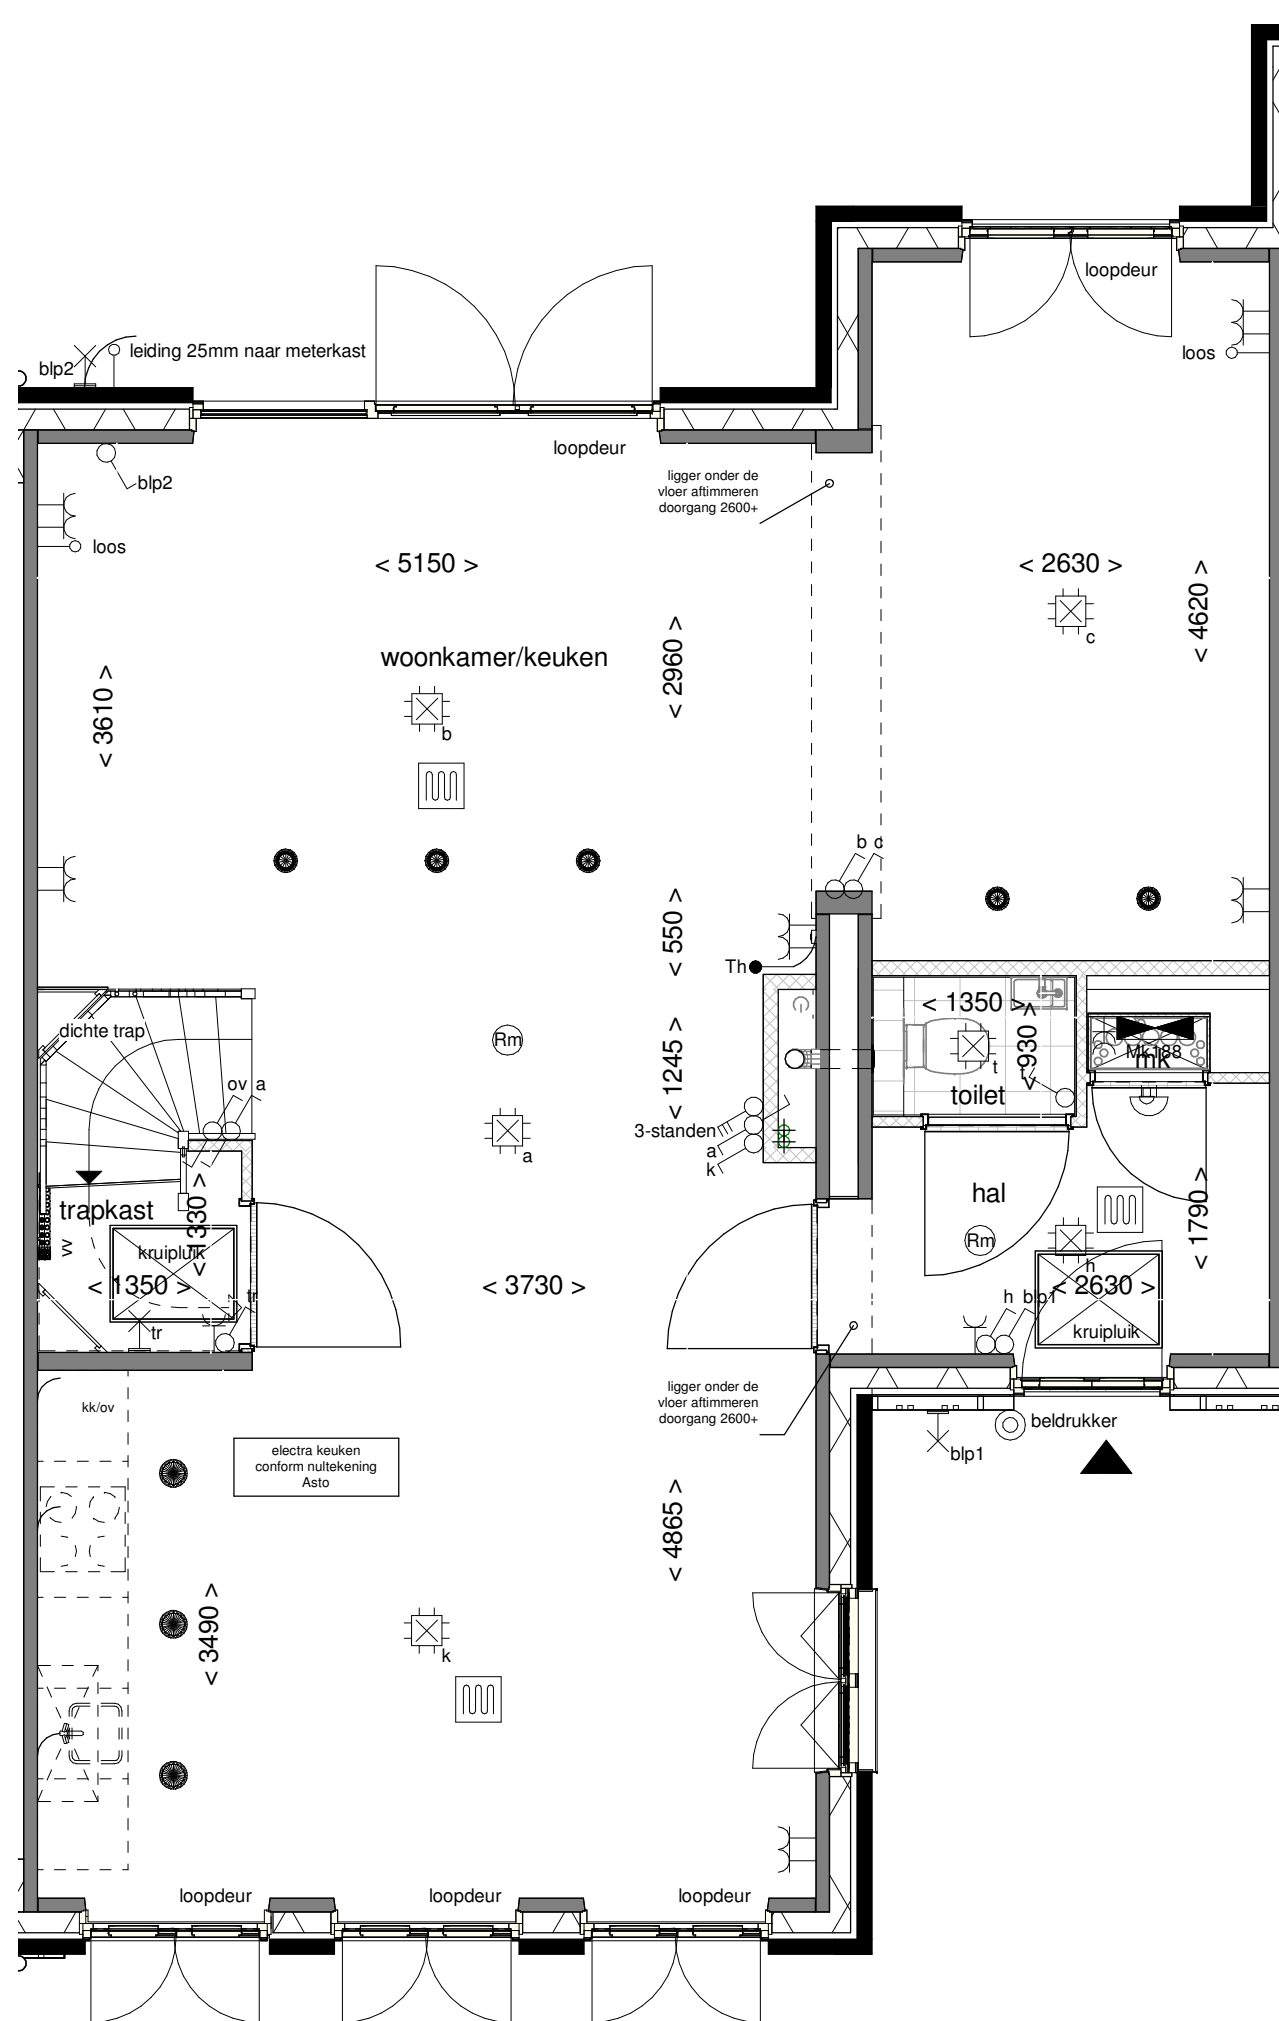 loopdeur
leiding 25mm naar meterkast
blp2
loos
loopdeur
blp2
ligger onder de
vloer aftimmeren
doorgang 2600+
loos
< 5150 >
< 2630 >
< 4620 >
c
< 2960 >
woonkamer/keuken
< 3610 >
b
b c
< 550 >
Th
< 1350 >
dichte trap
Rm
< 1245 >
< 930 >
t
t
Mk188
mk
toilet
ov a
3-standen
a
k
a
hal
trapkast
< 1330 >
< 1790 >
vv
kruipluik
Rm
h
< 1350 >
< 3730 >
< 2630 >
tr
h blp1
tr
kruipluik
ligger onder de
vloer aftimmeren
doorgang 2600+
kk/ov
beldrukker
blp1
electra keuken
conform nultekening
Asto
< 4865 >
< 3490 >
k
loopdeur
loopdeur
loopdeur